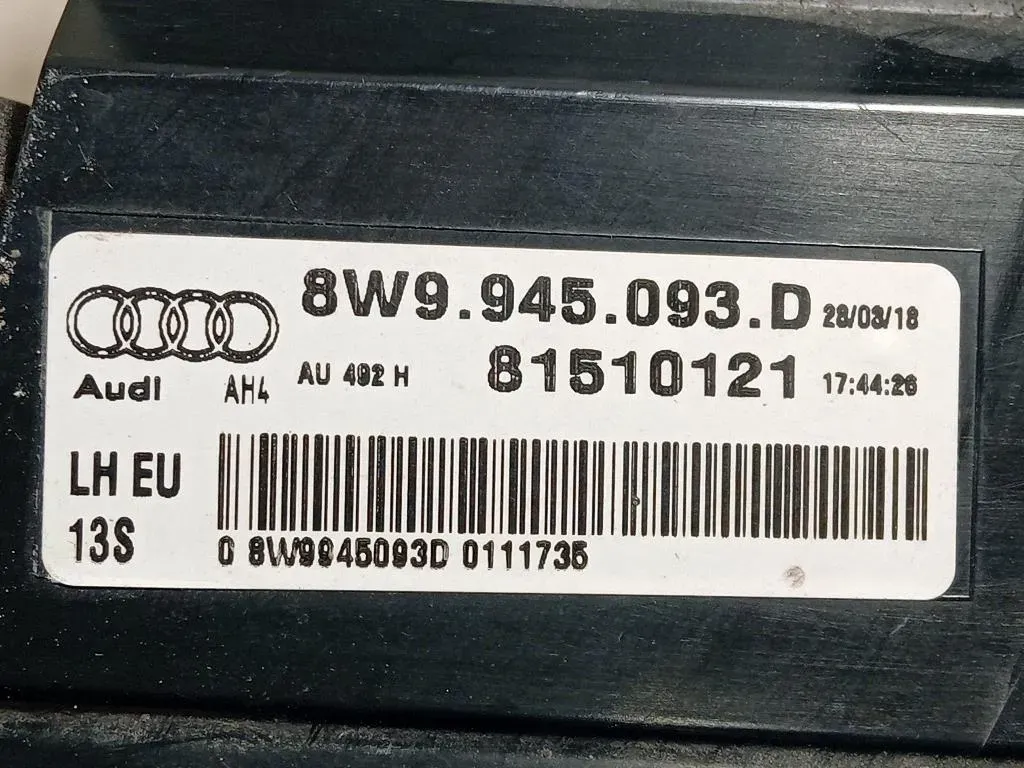 8W9.945.093.D 28/03/18
Audi AH4 AU 492 H 81510121 17:44:26
LH EU
13S
0 8W9945093D 0111735